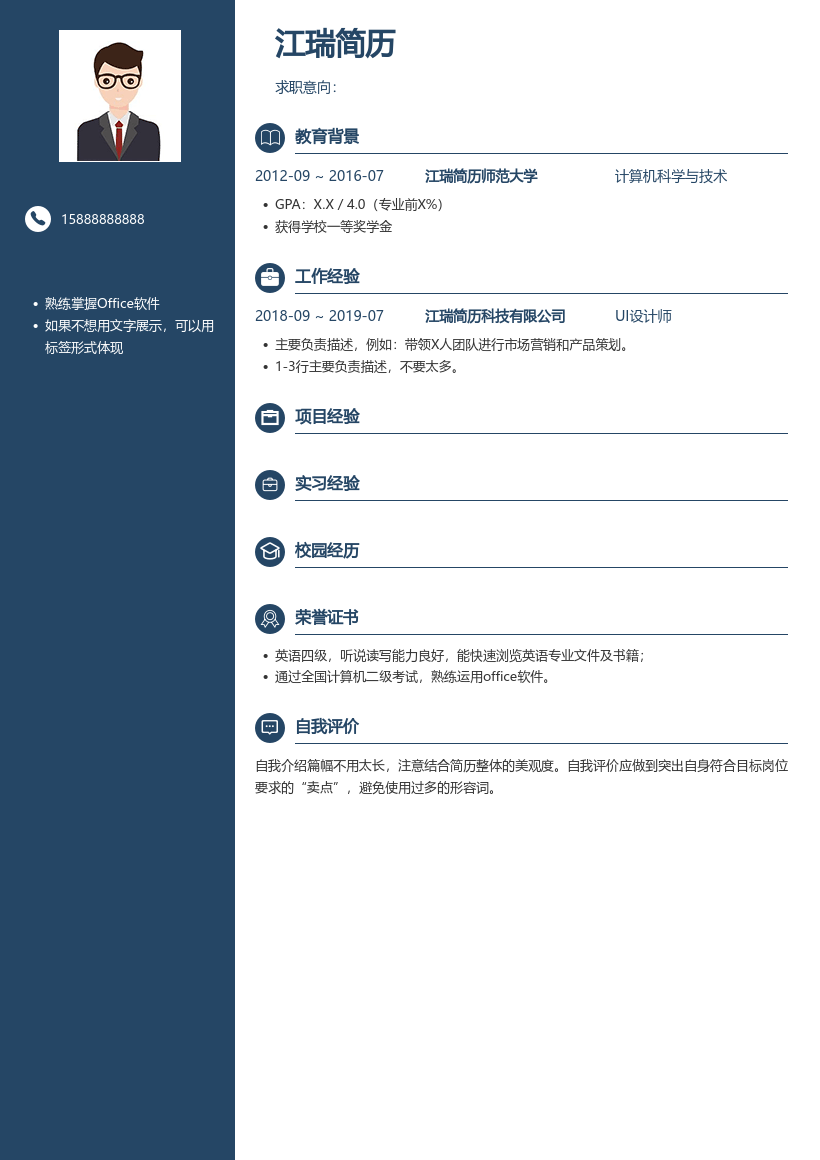 江瑞简历
求职意向：
15888888888
熟练掌握Office软件
如果不想用文字展示，可以用
标签形式体现
教育背景
2012-09 ~ 2016-07 江瑞简历师范大学 计算机科学与技术
GPA：X.X / 4.0（专业前X%）
获得学校一等奖学金
工作经验
2018-09 ~ 2019-07 江瑞简历科技有限公司 UI设计师
主要负责描述，例如：带领X人团队进行市场营销和产品策划。
1-3行主要负责描述，不要太多。
项目经验
实习经验
校园经历
荣誉证书
英语四级，听说读写能力良好，能快速浏览英语专业文件及书籍；
通过全国计算机二级考试，熟练运用office软件。
自我评价
自我介绍篇幅不用太长，注意结合简历整体的美观度。自我评价应做到突出自身符合目标岗位
要求的“卖点”，避免使用过多的形容词。